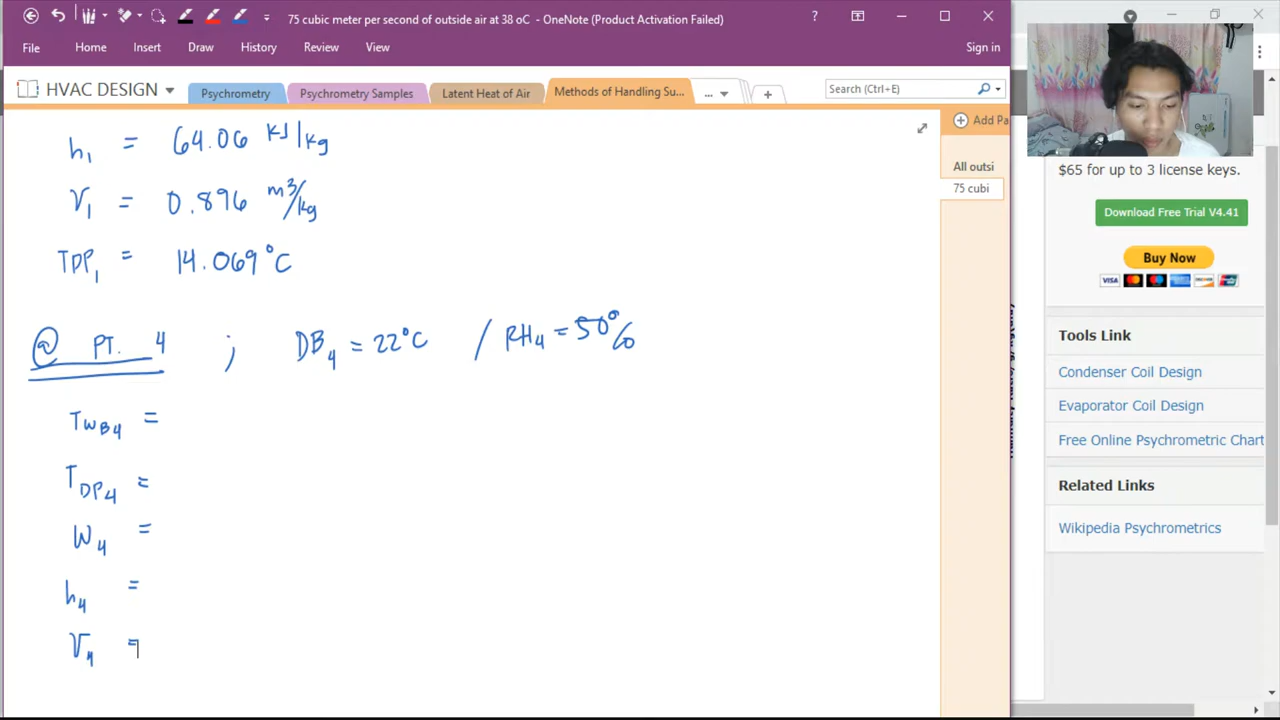 75 cubic meter per second of outside air at 38 oC - OneNote (Product Activation Failed)
File Home Insert Draw History Review View Sign in
HVAC DESIGN Psychrometry Psychrometry Samples Latent Heat of Air Methods of Handling Su... ... Search (Ctrl+E)
Add Pa
All outsi
75 cubi
h₁ = 64.06 kJ/kg
V₁ = 0.896 m³/kg
TDP₁ = 14.069°C
@ PT. 4 ; DB₄ = 22°C / RH₄ = 50%
TWB₄ =
TDP₄ =
W₄ =
h₄ =
V₄ =
$65 for up to 3 license keys.
Download Free Trial V4.41
Buy Now
VISA
Tools Link
Condenser Coil Design
Evaporator Coil Design
Free Online Psychrometric Chart
Related Links
Wikipedia Psychrometrics